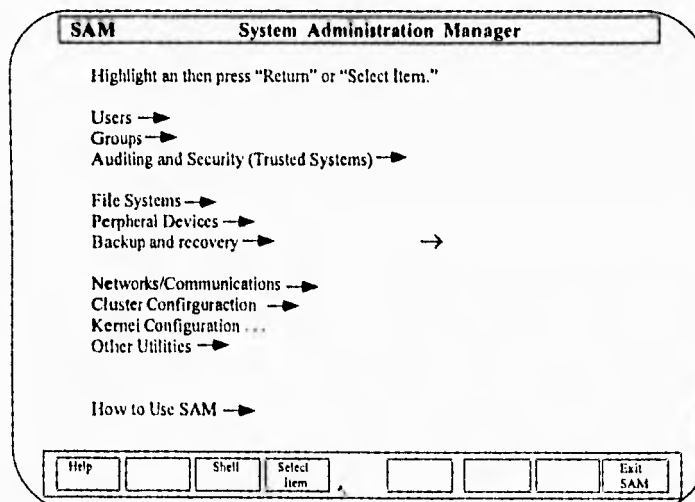 SAM System Administration Manager
Highlight an then press “Return” or “Select Item.”
Users →
Groups →
Auditing and Security (Trusted Systems) →
File Systems →
Perpheral Devices →
Backup and recovery → →
Networks/Communications →
Cluster Confirguraction →
Kernel Configuration ...
Other Utilities →
How to Use SAM →
Help Shell Select Item Exit SAM